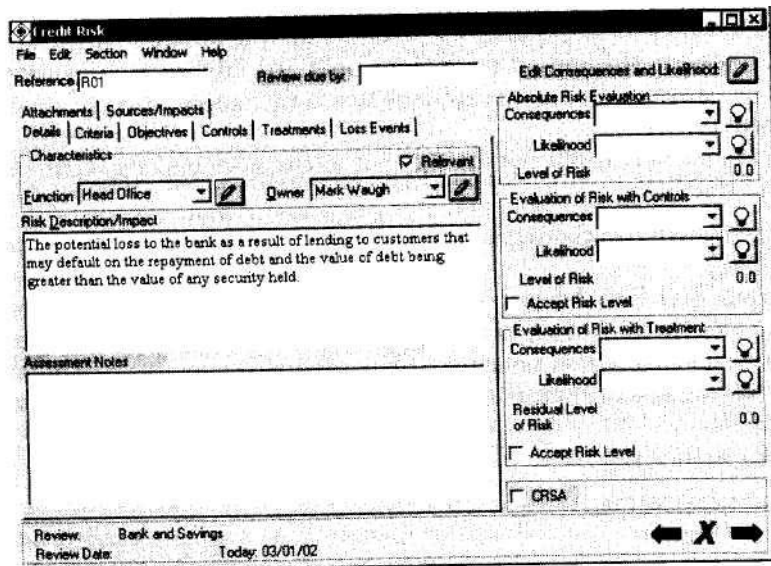 Credit Risk
File Edit Section Window Help
Reference R01 Review due by: Edit Consequences and Likelihood
Attachments Sources/Impacts
Details Criteria Objectives Controls Treatments Loss Events
Characteristics
Relevant
Function Head Office Owner Mark Waugh
Risk Description/Impact
The potential loss to the bank as a result of lending to customers that
may default on the repayment of debt and the value of debt being
greater than the value of any security held.
Assessment Notes
Absolute Risk Evaluation
Consequences
Likelihood
Level of Risk 0.0
Evaluation of Risk with Controls
Consequences
Likelihood
Level of Risk 0.0
Accept Risk Level
Evaluation of Risk with Treatment
Consequences
Likelihood
Residual Level
of Risk 0.0
Accept Risk Level
CRSA
Review: Bank and Savings
Review Date: Today: 03/01/02
X